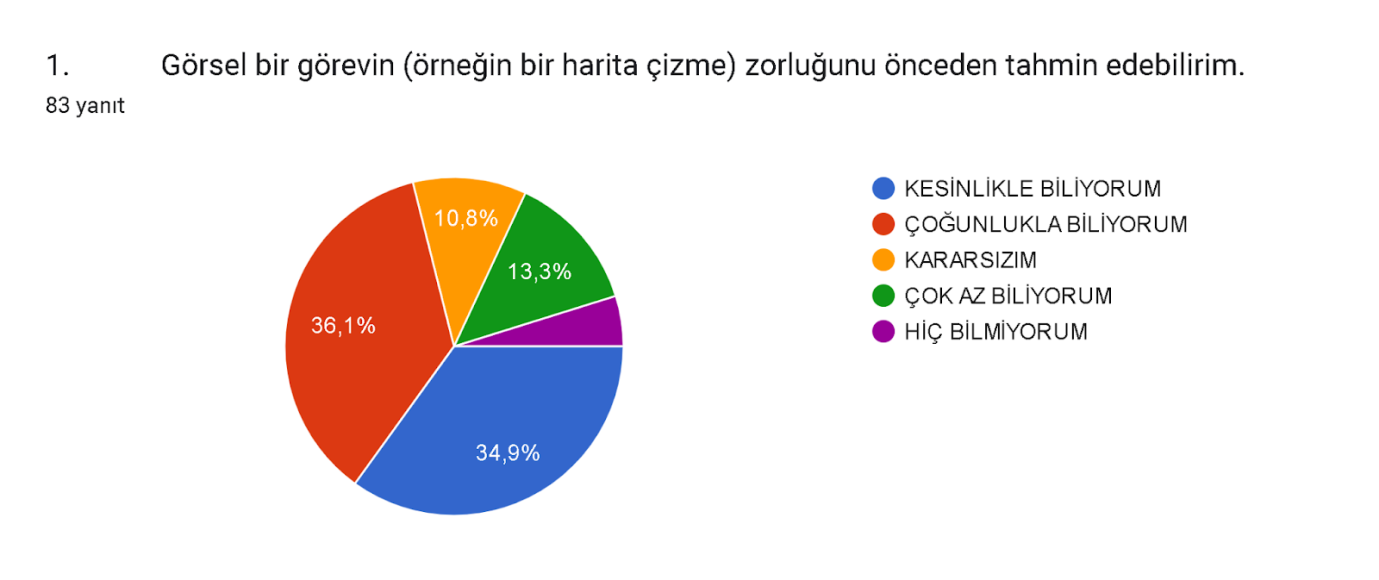 1. Görsel bir görevin (örneğin bir harita çizme) zorluğunu önceden tahmin edebilirim.
83 yanıt
KESİNLİKLE BİLİYORUM
ÇOĞUNLUKLA BİLİYORUM
KARARSIZIM
ÇOK AZ BİLİYORUM
HİÇ BİLMİYORUM
10,8%
13,3%
36,1%
34,9%